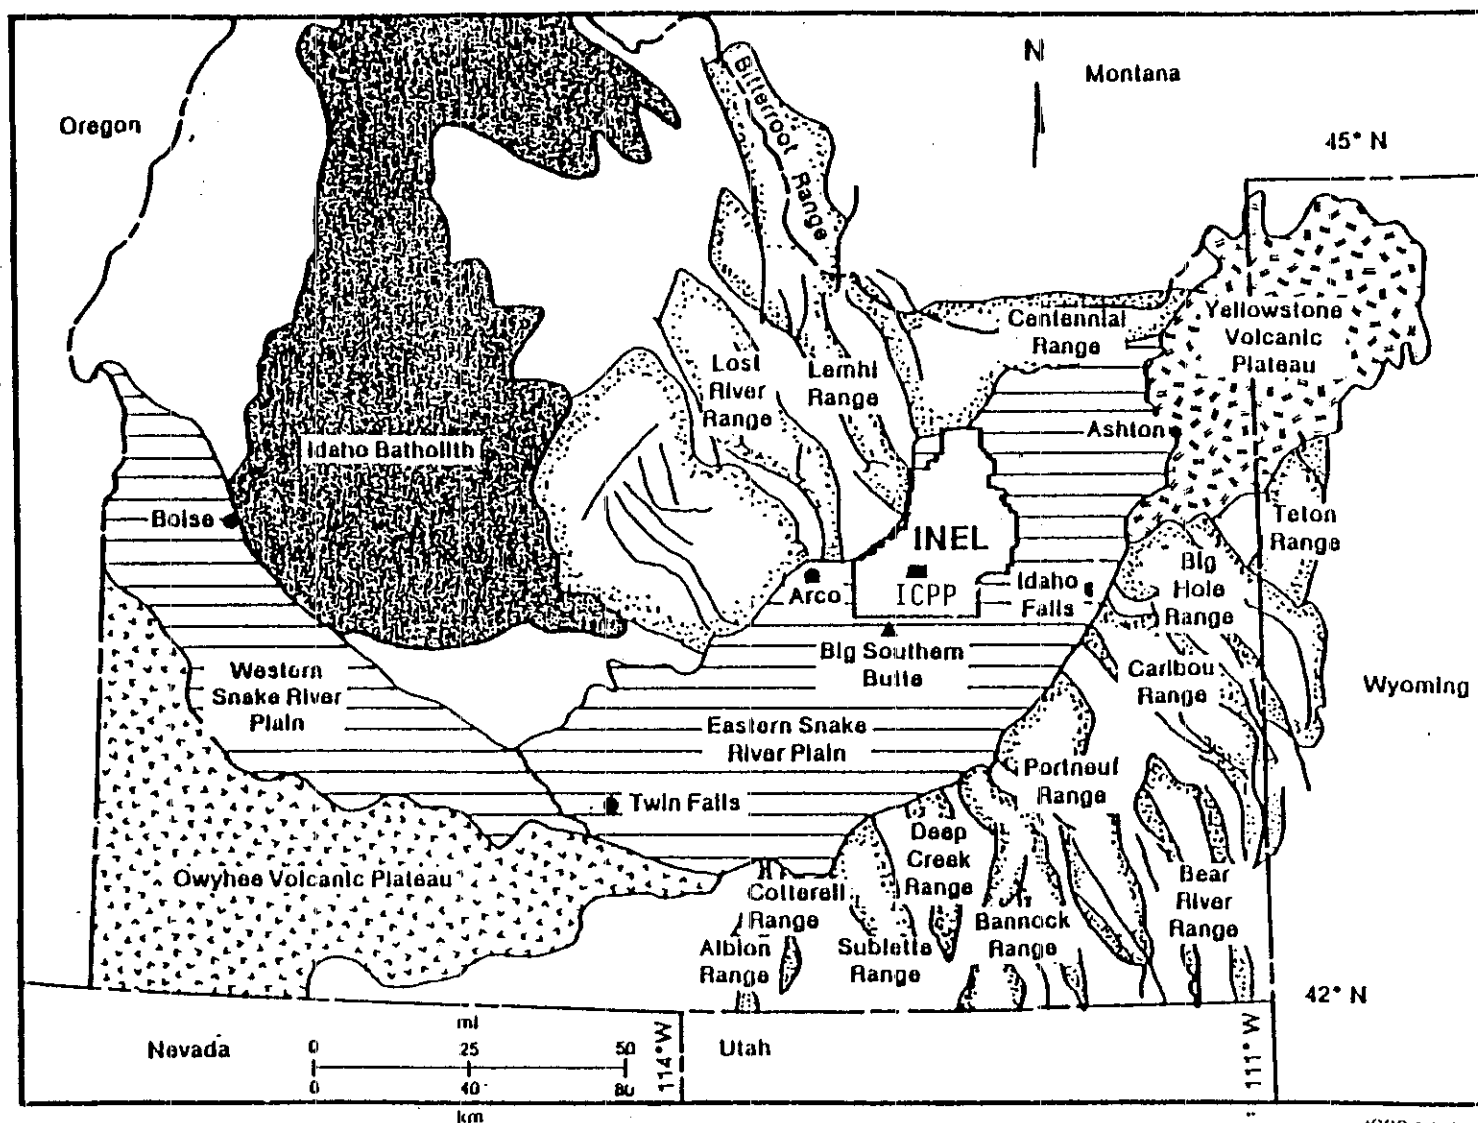 N
Montana
Oregon
45° N
Bitterroot
Range
Yellowstone
Volcanic
Plateau
Centennial
Range
Lost
River
Range
Lemhi
Range
Ashton
Idaho Batholith
Boise
INEL
ICPP
Teton
Range
Big
Hole
Range
Idaho
Falls
Arco
Big Southern
Butte
Caribou
Range
Wyoming
Western
Snake River
Plain
Eastern Snake
River Plain
Portneuf
Range
Twin Falls
Deep
Creek
Range
Owyhee Volcanic Plateau
Cotterell
Range
Bear
River
Range
Bannock
Range
Albion
Range
Sublette
Range
42° N
Nevada
mi
0 25 50
0 40 80
km
114° W
Utah
111° W